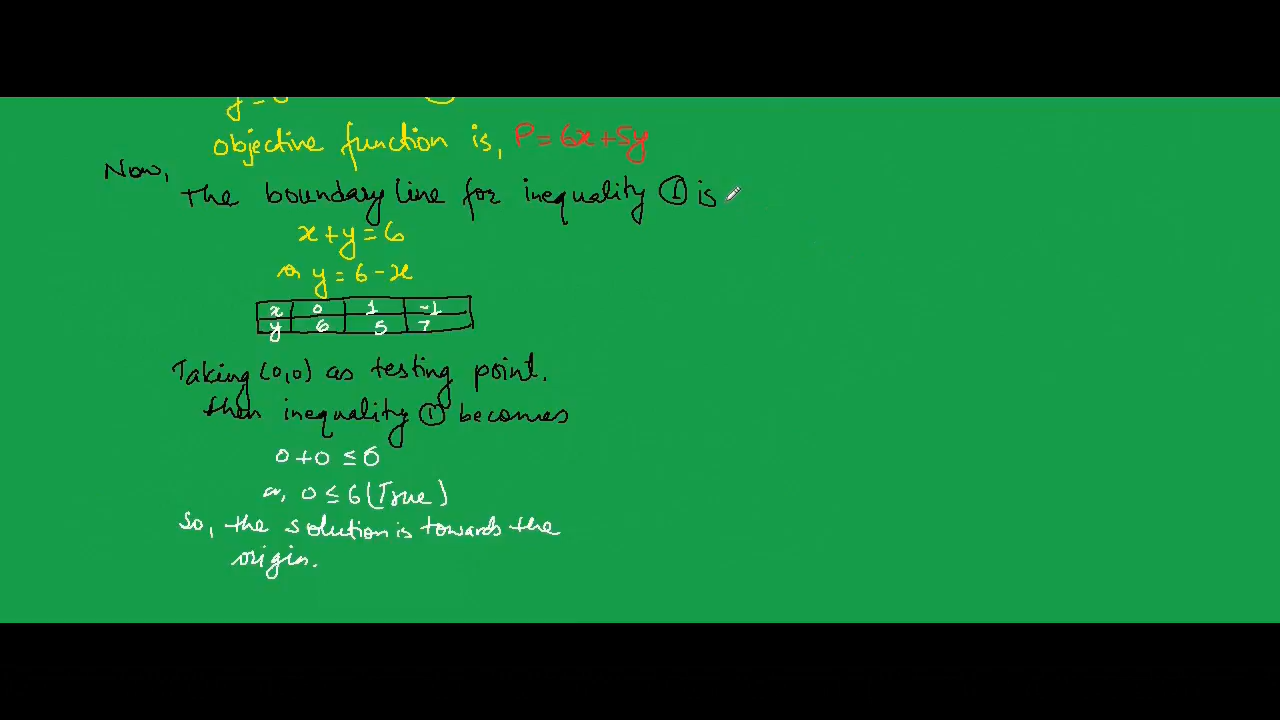 y = 0
objective function is, P = 6x+5y
Now,
The boundary line for inequality ① is
x + y = 6
or y = 6 - x
x 0 1 -1
y 6 5 7
Taking (0,0) as testing point.
then inequality ① becomes
0 + 0 ≤ 6
or, 0 ≤ 6 (True)
So, the solution is towards the
origin.